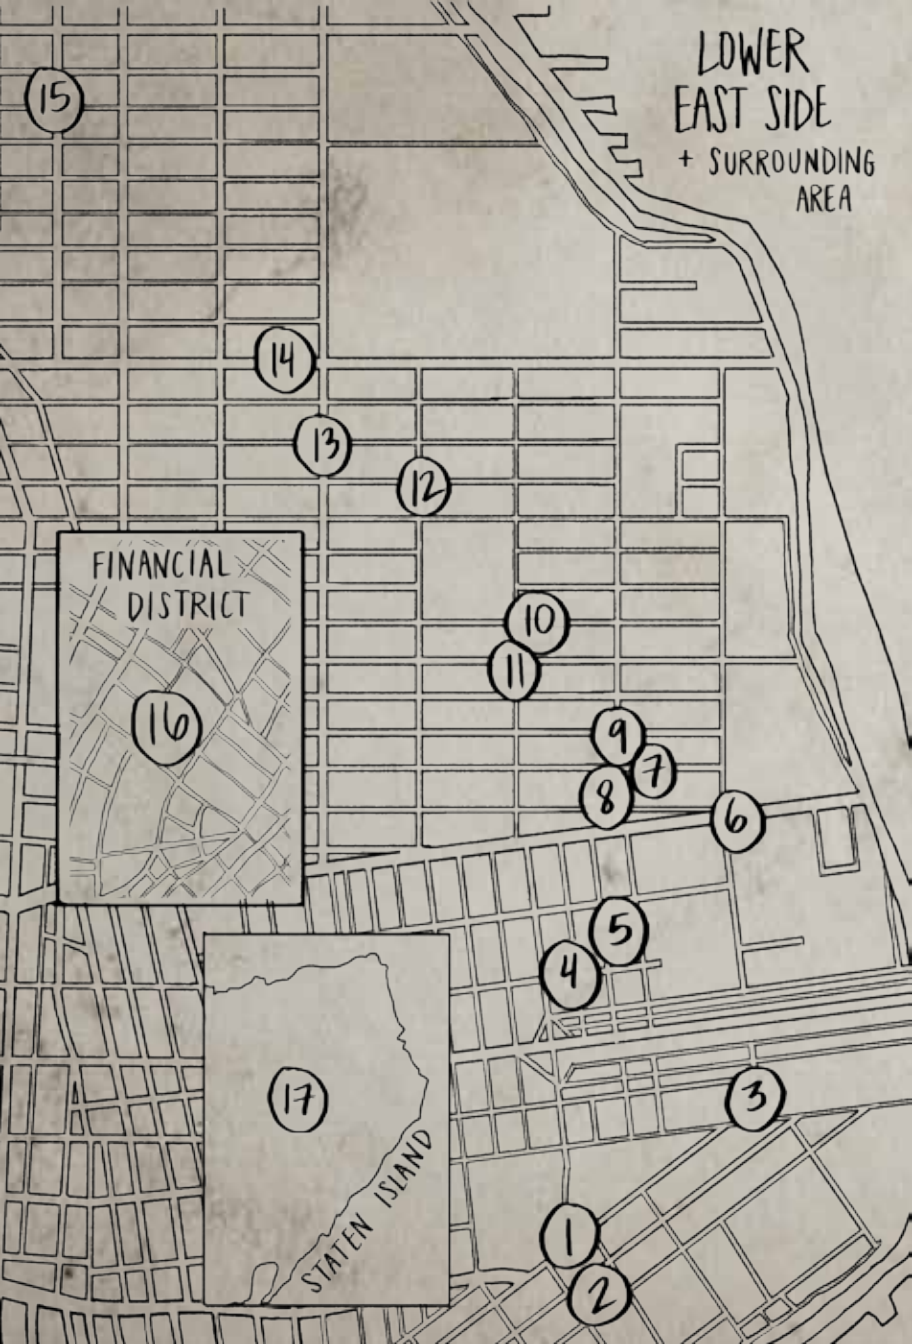 LOWER
EAST SIDE
+ SURROUNDING
AREA
15
14
13
12
FINANCIAL
DISTRICT
10
11
16
9
7
8
6
5
4
17
3
STATEN ISLAND
1
2